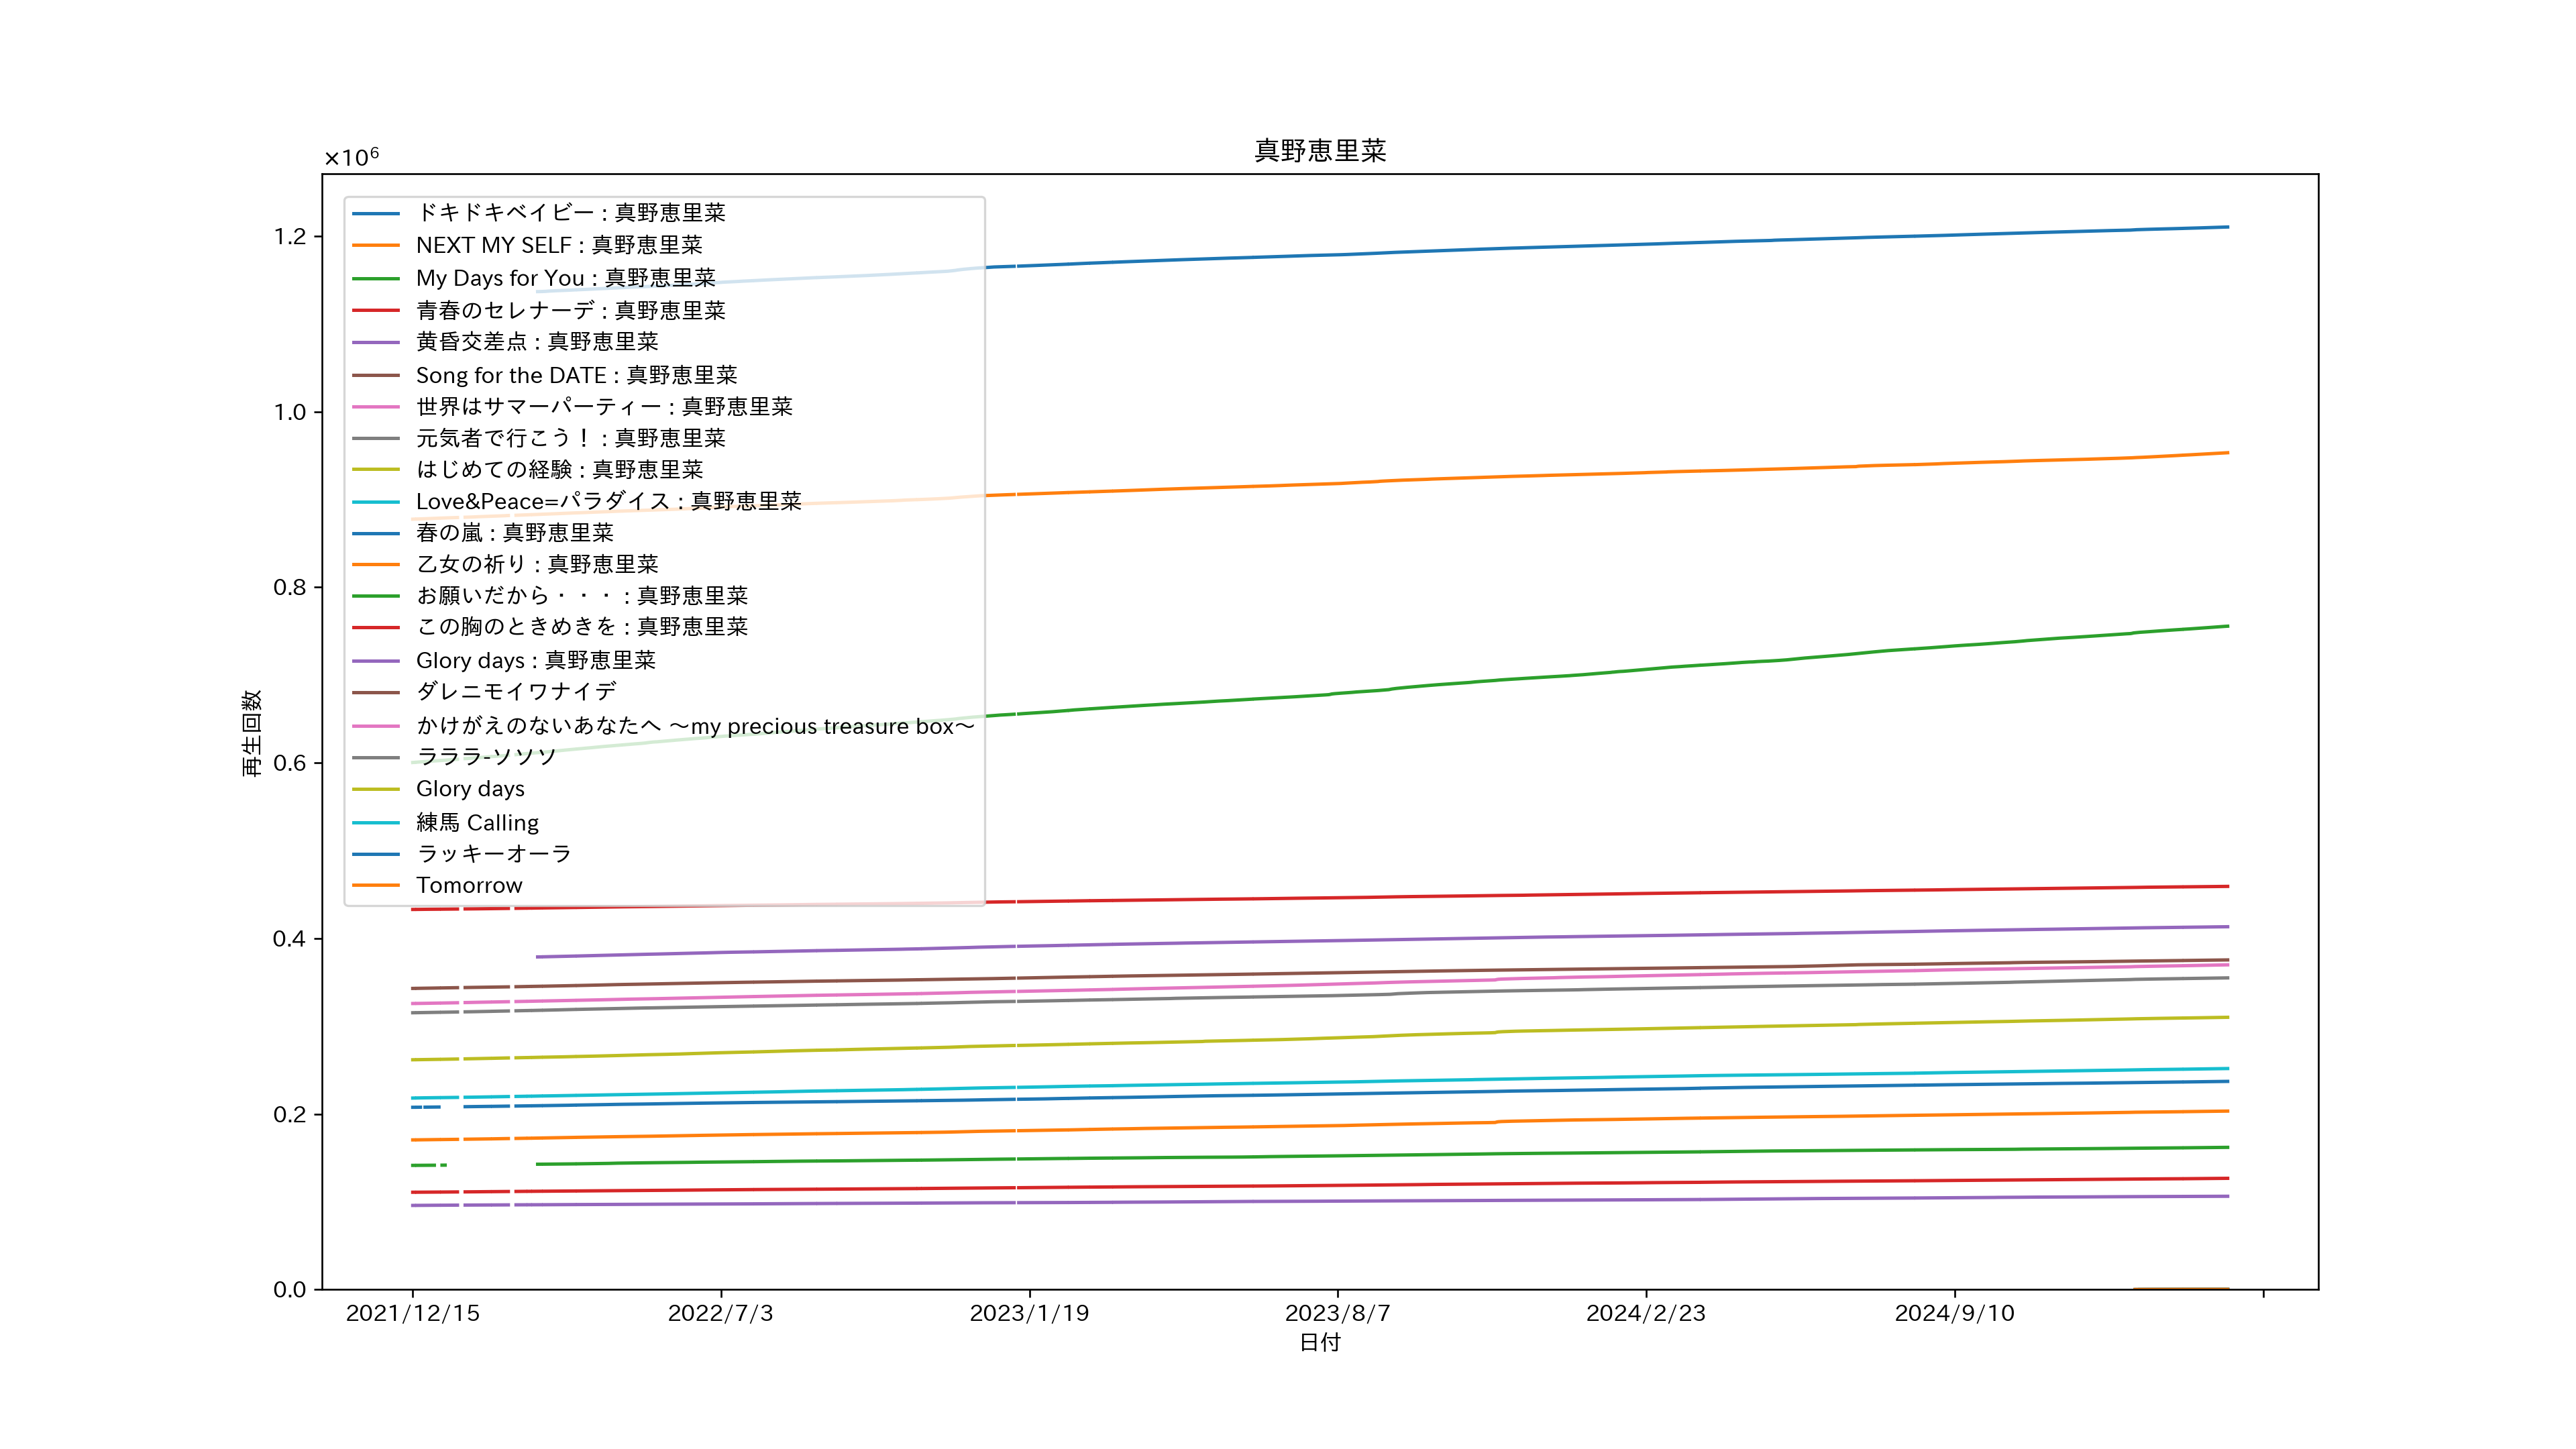 真野恵里菜
×10⁶
1.2
1.0
0.8
0.6
0.4
0.2
0.0
再生回数
ドキドキベイビー : 真野恵里菜
NEXT MY SELF : 真野恵里菜
My Days for You : 真野恵里菜
青春のセレナーデ : 真野恵里菜
黄昏交差点 : 真野恵里菜
Song for the DATE : 真野恵里菜
世界はサマーパーティー : 真野恵里菜
元気者で行こう！ : 真野恵里菜
はじめての経験 : 真野恵里菜
Love&Peace=パラダイス : 真野恵里菜
春の嵐 : 真野恵里菜
乙女の祈り : 真野恵里菜
お願いだから・・・ : 真野恵里菜
この胸のときめきを : 真野恵里菜
Glory days : 真野恵里菜
ダレニモイワナイデ
かけがえのないあなたへ ～my precious treasure box～
ラララ-ソソソ
Glory days
練馬 Calling
ラッキーオーラ
Tomorrow
2021/12/15 2022/7/3 2023/1/19 2023/8/7 2024/2/23 2024/9/10
日付